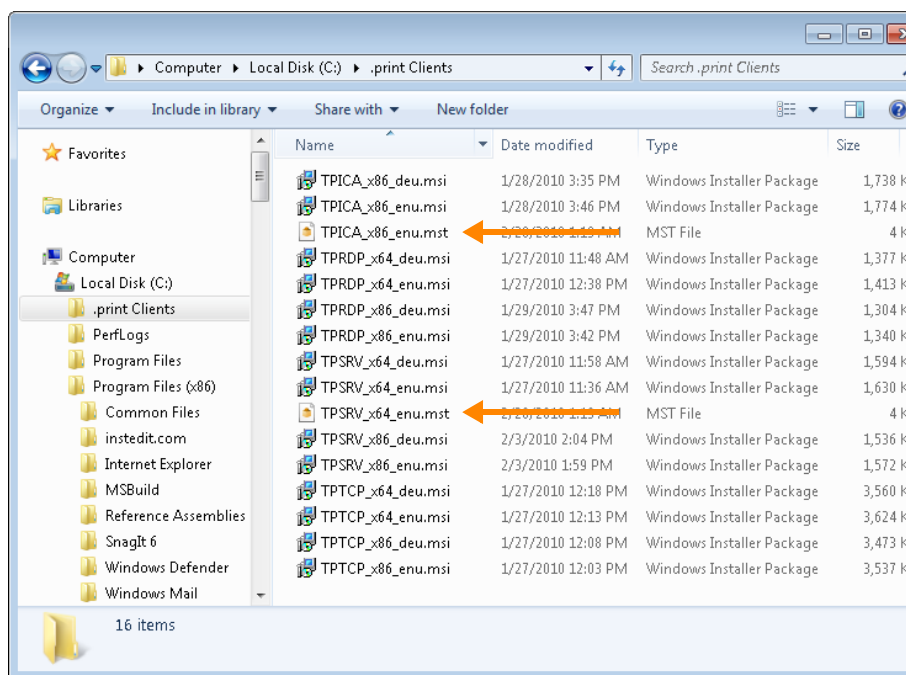 Computer Local Disk (C:) .print Clients Search .print Clients
Organize Include in library Share with New folder
Favorites
Libraries
Computer
Local Disk (C:)
.print Clients
PerfLogs
Program Files
Program Files (x86)
Common Files
instedit.com
Internet Explorer
MSBuild
Reference Assemblies
SnagIt 6
Windows Defender
Windows Mail
Name Date modified Type Size
TPICA_x86_deu.msi 1/28/2010 3:35 PM Windows Installer Package 1,738 K
TPICA_x86_enu.msi 1/28/2010 3:46 PM Windows Installer Package 1,774 K
TPICA_x86_enu.mst MST File 4 K
TPRDP_x64_deu.msi 1/27/2010 11:48 AM Windows Installer Package 1,377 K
TPRDP_x64_enu.msi 1/27/2010 12:38 PM Windows Installer Package 1,413 K
TPRDP_x86_deu.msi 1/29/2010 3:47 PM Windows Installer Package 1,304 K
TPRDP_x86_enu.msi 1/29/2010 3:42 PM Windows Installer Package 1,340 K
TPSRV_x64_deu.msi 1/27/2010 11:58 AM Windows Installer Package 1,594 K
TPSRV_x64_enu.msi 1/27/2010 11:36 AM Windows Installer Package 1,630 K
TPSRV_x64_enu.mst MST File 4 K
TPSRV_x86_deu.msi 2/3/2010 2:04 PM Windows Installer Package 1,536 K
TPSRV_x86_enu.msi 2/3/2010 1:59 PM Windows Installer Package 1,572 K
TPTCP_x64_deu.msi 1/27/2010 12:18 PM Windows Installer Package 3,560 K
TPTCP_x64_enu.msi 1/27/2010 12:13 PM Windows Installer Package 3,624 K
TPTCP_x86_deu.msi 1/27/2010 12:08 PM Windows Installer Package 3,473 K
TPTCP_x86_enu.msi 1/27/2010 12:03 PM Windows Installer Package 3,537 K
16 items